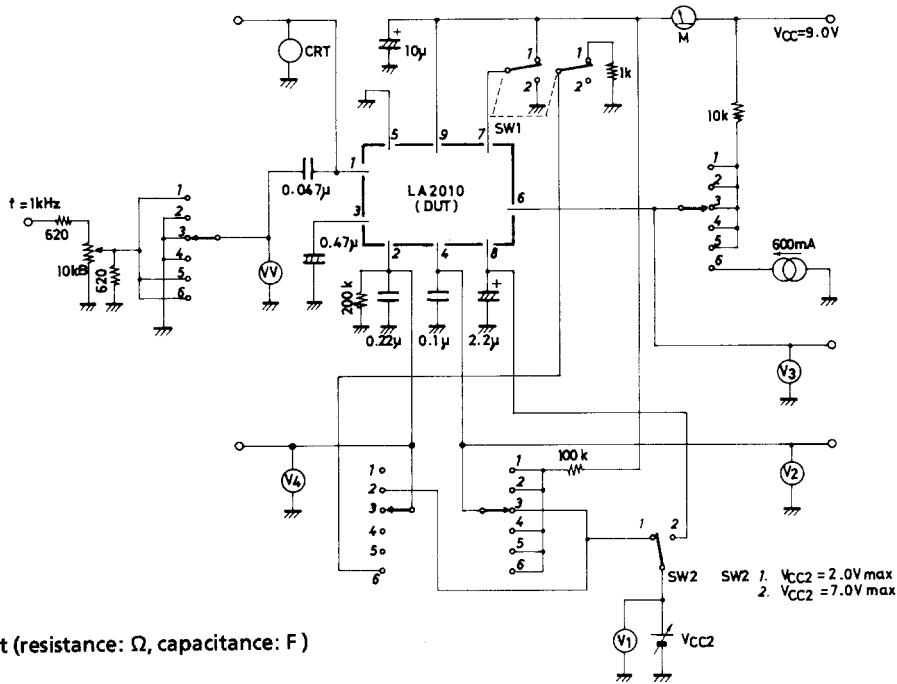 CRT
10μ
+
M
VCC=9.0V
1
2
1
2
1k
SW1
10k
5
9
7
1
0.047μ
LA2010
(DUT)
3
6
0.47μ
2
4
8
t = 1kHz
620
10kB
620
1
2
3
4
5
6
VV
200k
0.22μ
0.1μ
2.2μ
+
1
2
3
4
5
6
600mA
V3
V4
V2
1
2
3
4
5
6
1
2
3
4
5
6
100k
1
2
SW2
SW2 1. VCC2 = 2.0V max
2. VCC2 = 7.0V max
V1
VCC2
t (resistance: Ω, capacitance: F )